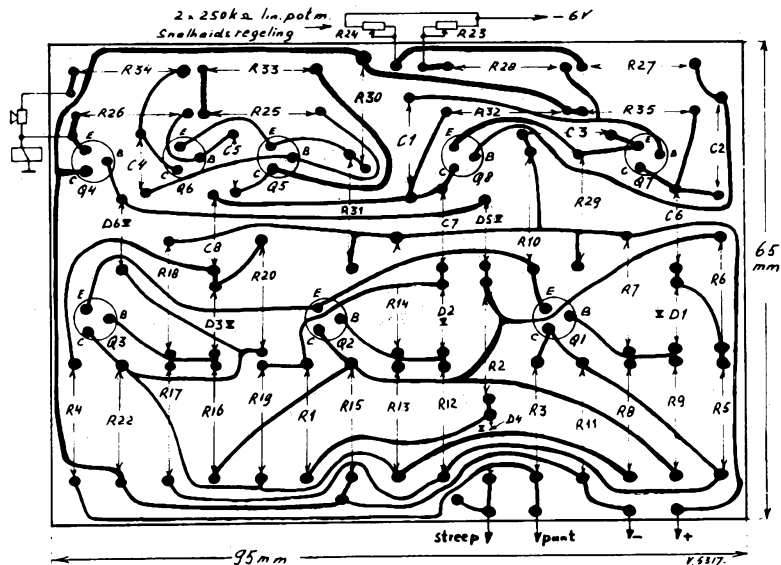 2 x 250kΩ lin. potm.
Snelheids regeling
R24 R23 -6V
R34 R33 R28 R27
R30
R26 R25 R32 R35
C4 C5 C1 C3 C2
E B C Q4
E B C Q6
E B C Q5
E B C Q8
E B C Q7
D6 C8 R31 C7 D5 R29 C6
R18 R20 R10 R7 R6
R14
D3 D2 D1
E B C Q3
E B C Q2
E B C Q1
R4 R22 R17 R16 R19 R1 R15 R13 R12 R2 R3 R11 R8 R9 R5
D4
65 mm
streep punt - +
95mm
V.5317.